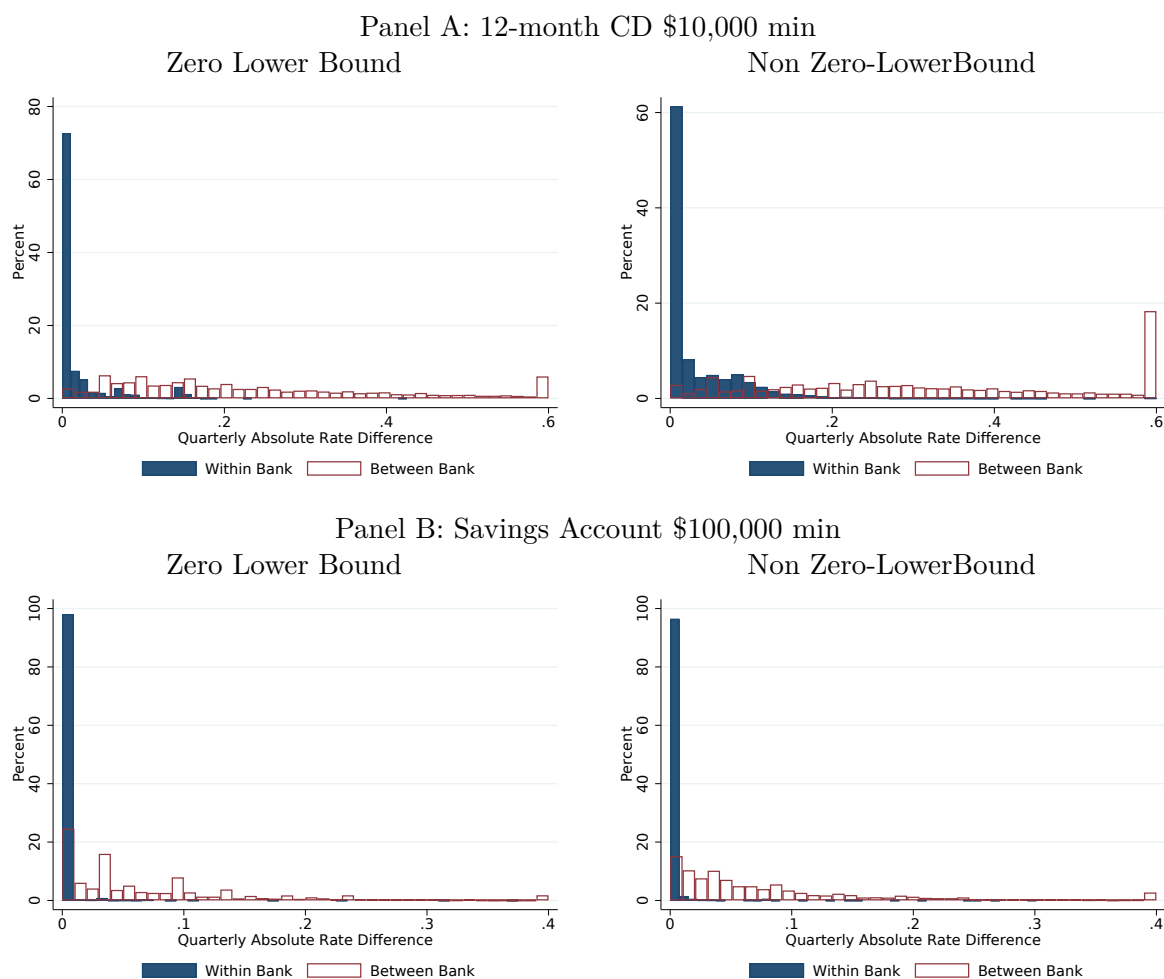 Panel A: 12-month CD $10,000 min
Zero Lower Bound
Non Zero-LowerBound
80
60
40
20
0
Percent
0 .2 .4 .6
Quarterly Absolute Rate Difference
Within Bank Between Bank
60
40
20
0
Percent
0 .2 .4 .6
Quarterly Absolute Rate Difference
Within Bank Between Bank
Panel B: Savings Account $100,000 min
Zero Lower Bound
Non Zero-LowerBound
100
80
60
40
20
0
Percent
0 .1 .2 .3 .4
Quarterly Absolute Rate Difference
Within Bank Between Bank
100
80
60
40
20
0
Percent
0 .1 .2 .3 .4
Quarterly Absolute Rate Difference
Within Bank Between Bank